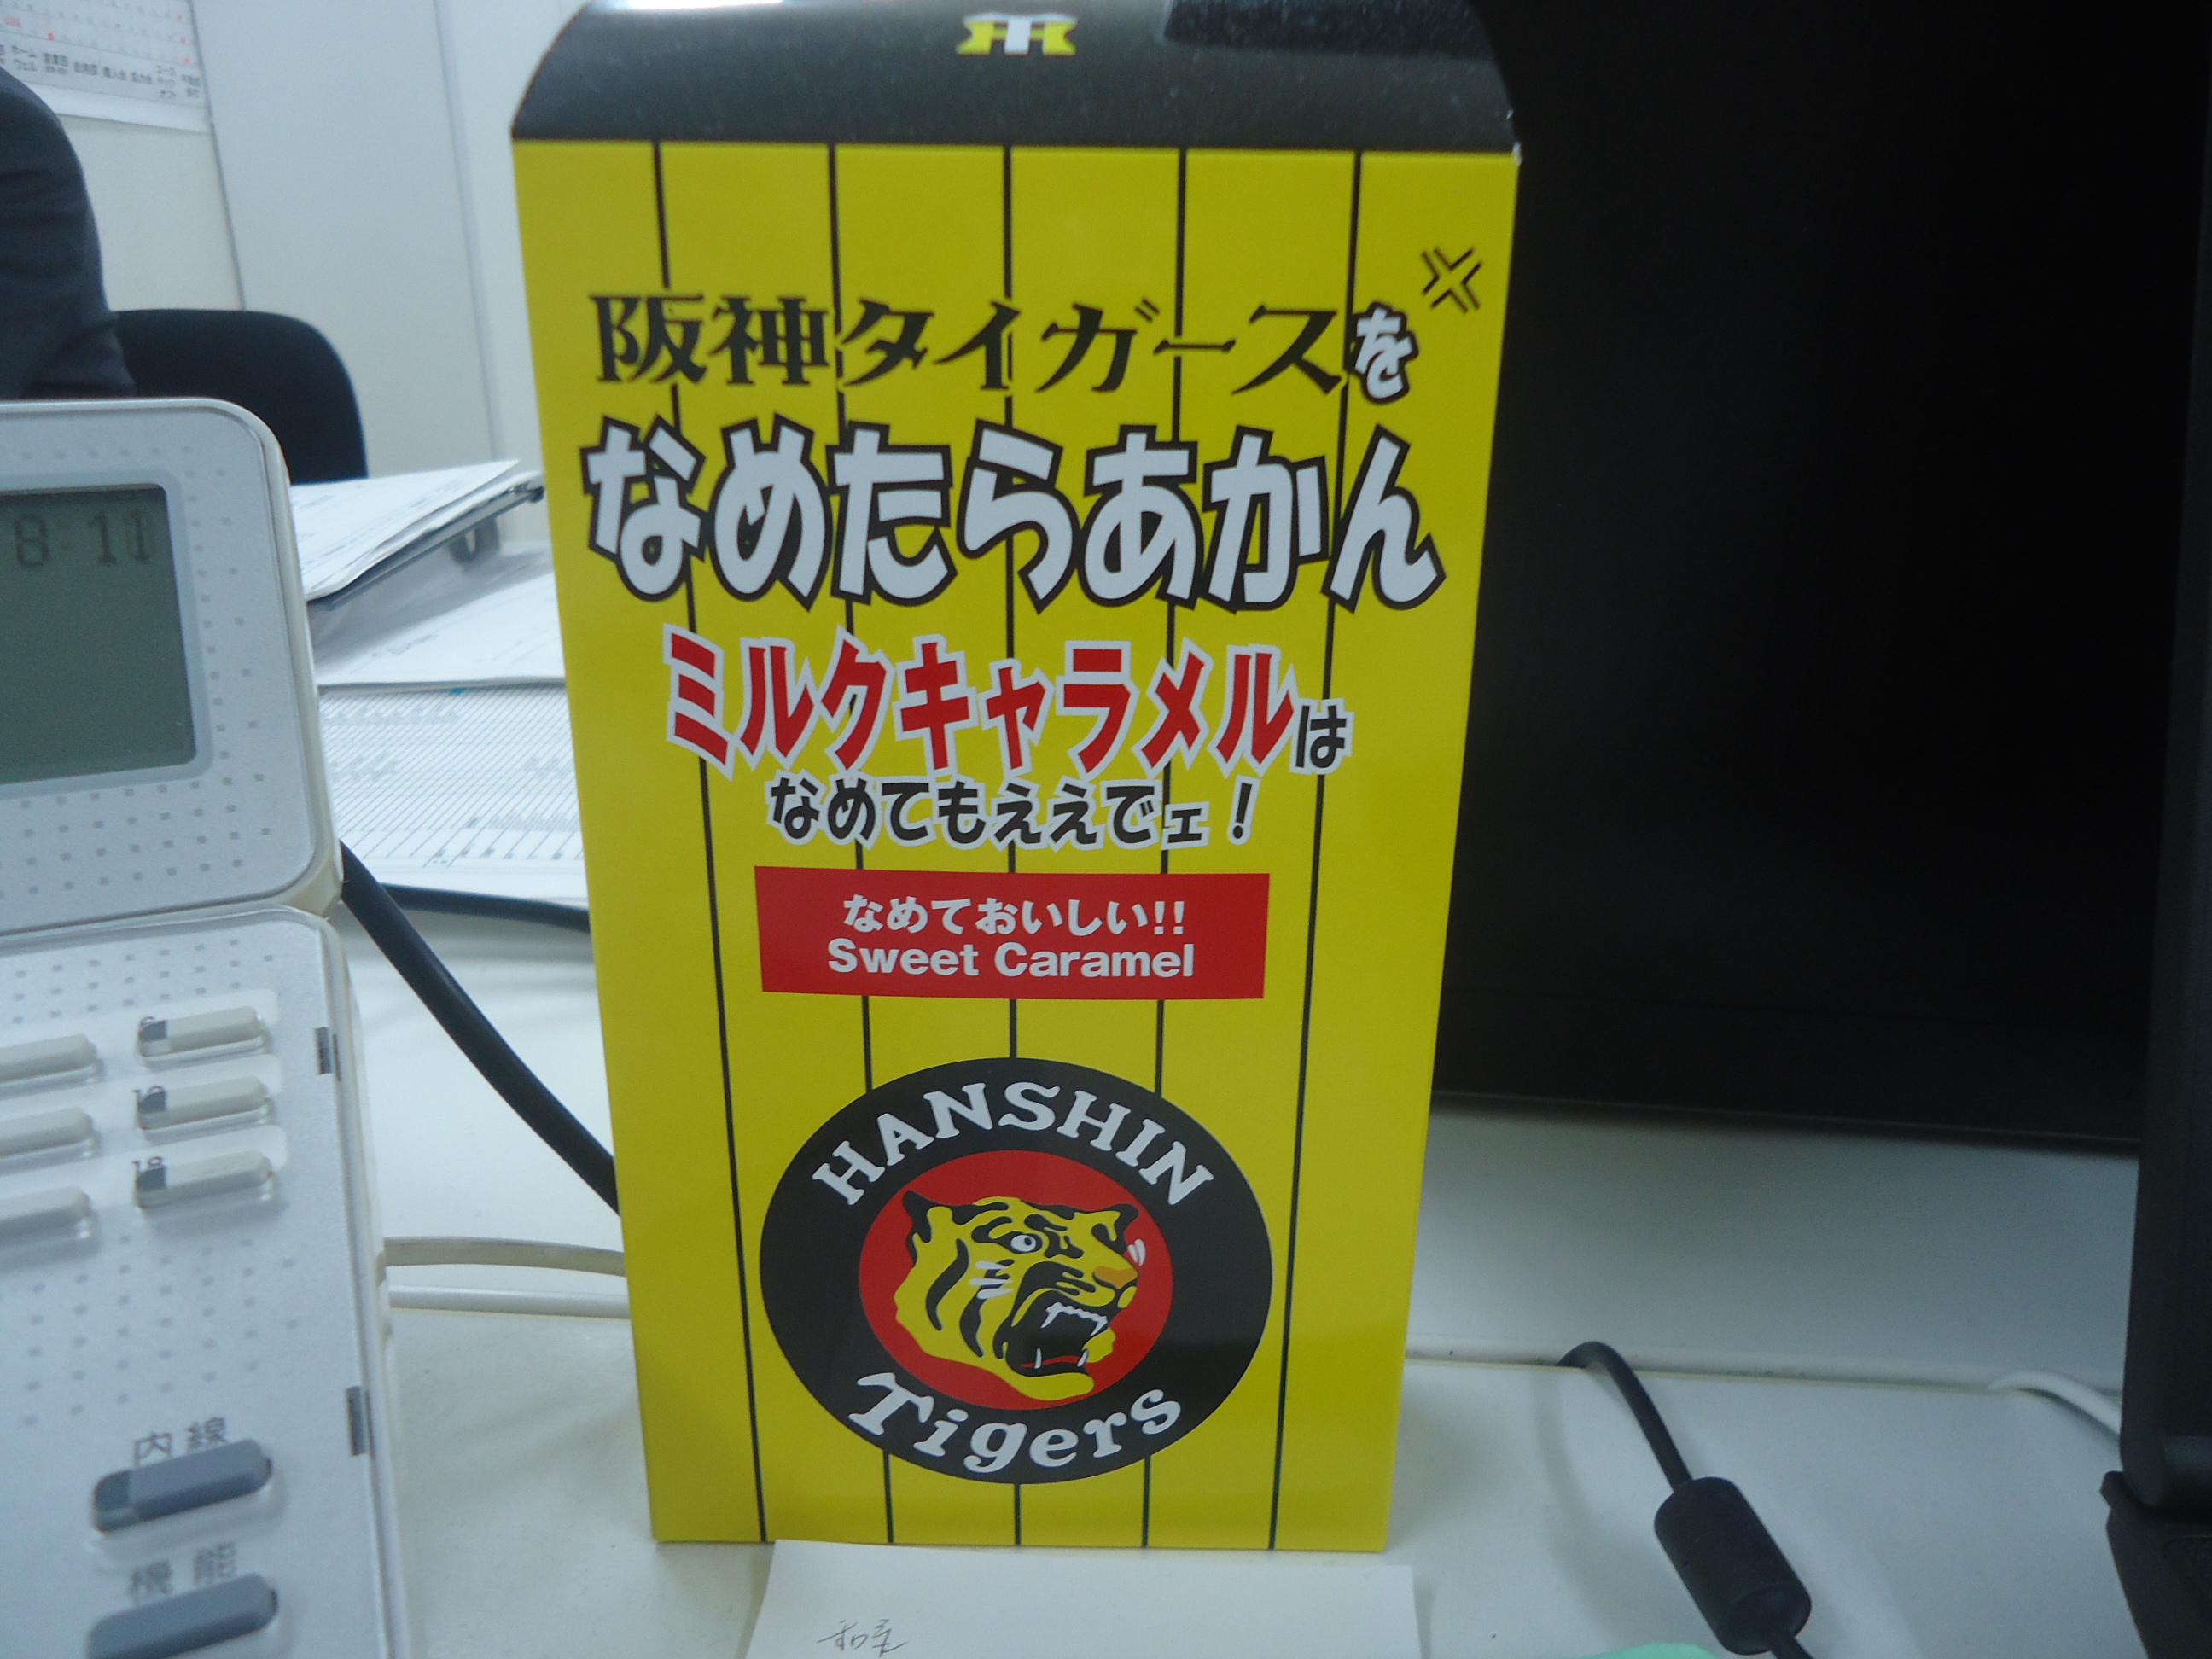 阪神タイガースを
なめたらあかん
ミルクキャラメルは
なめてもええでェ!
なめておいしい!!
Sweet Caramel
HANSHIN
Tigers
8 11
内線
機能